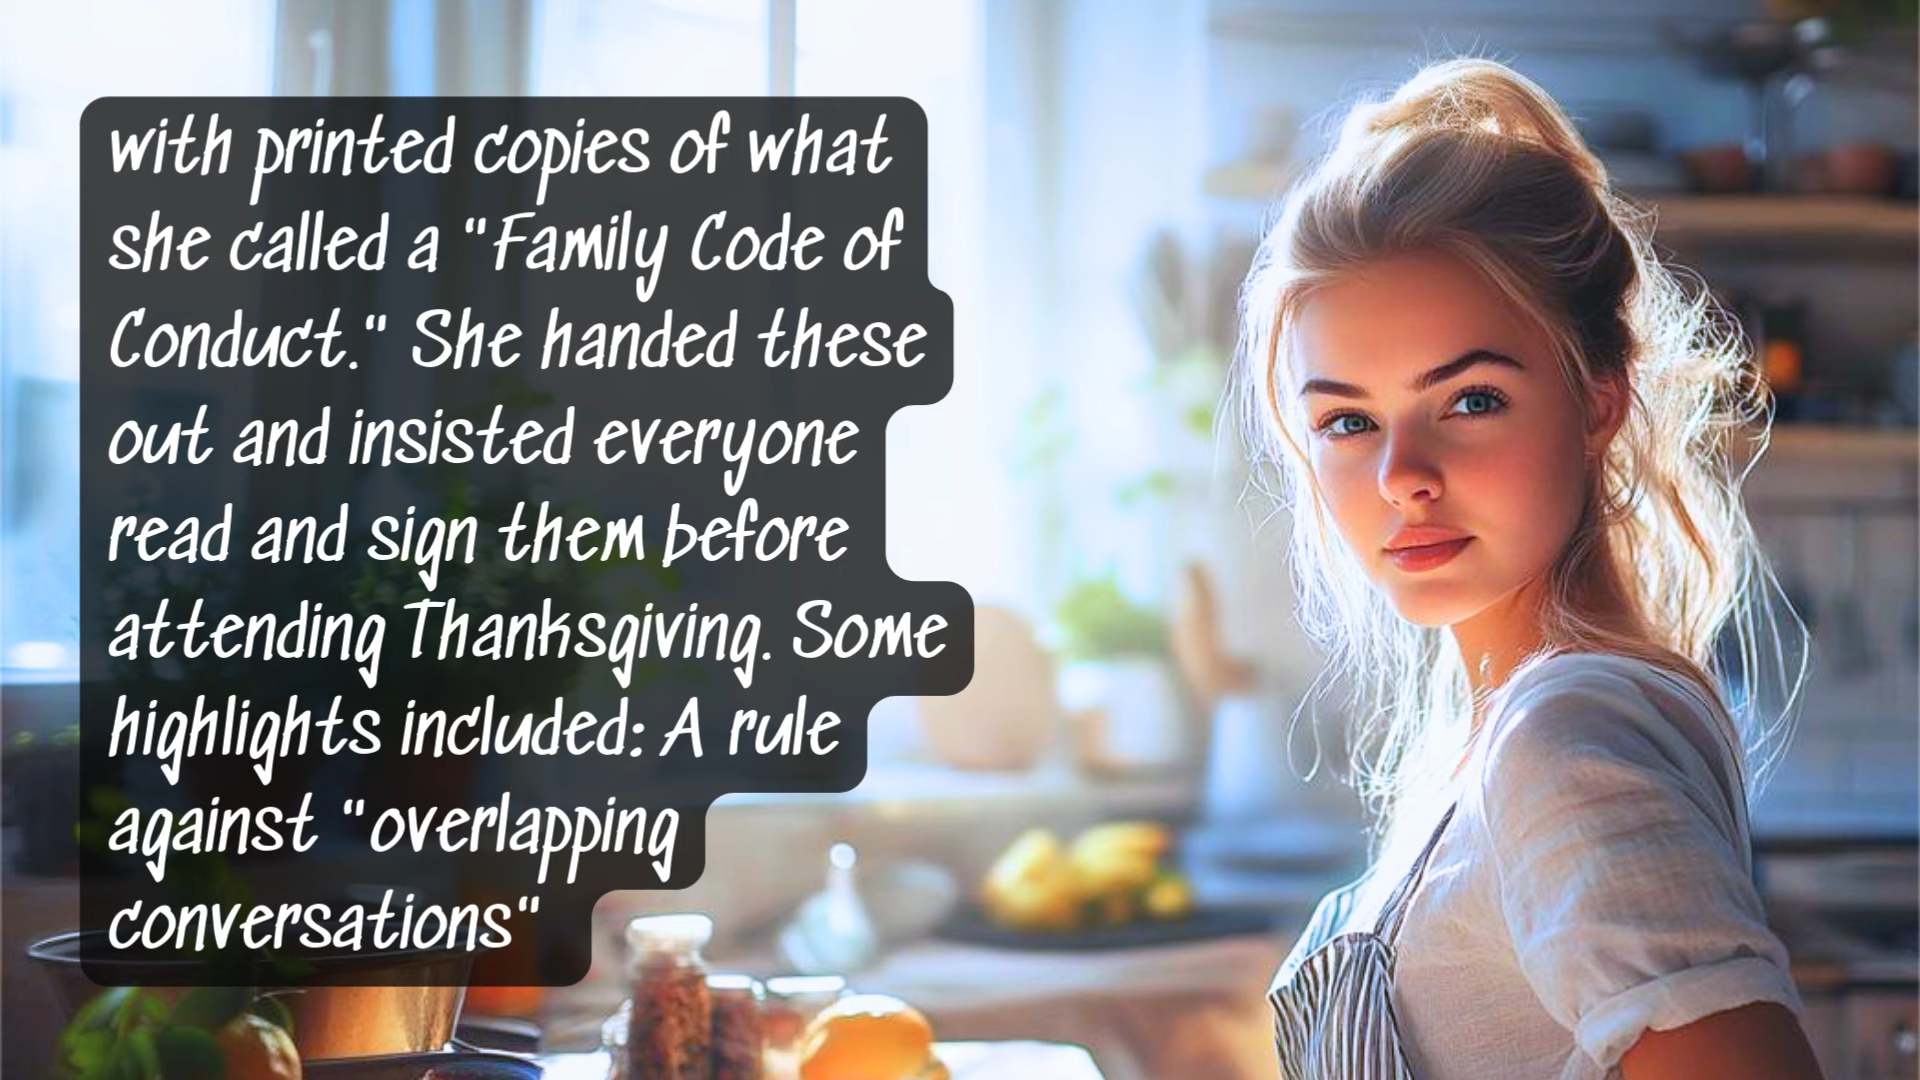 with printed copies of what
she called a "Family Code of
Conduct." She handed these
out and insisted everyone
read and sign them before
attending Thanksgiving. Some
highlights included: A rule
against "overlapping
conversations"